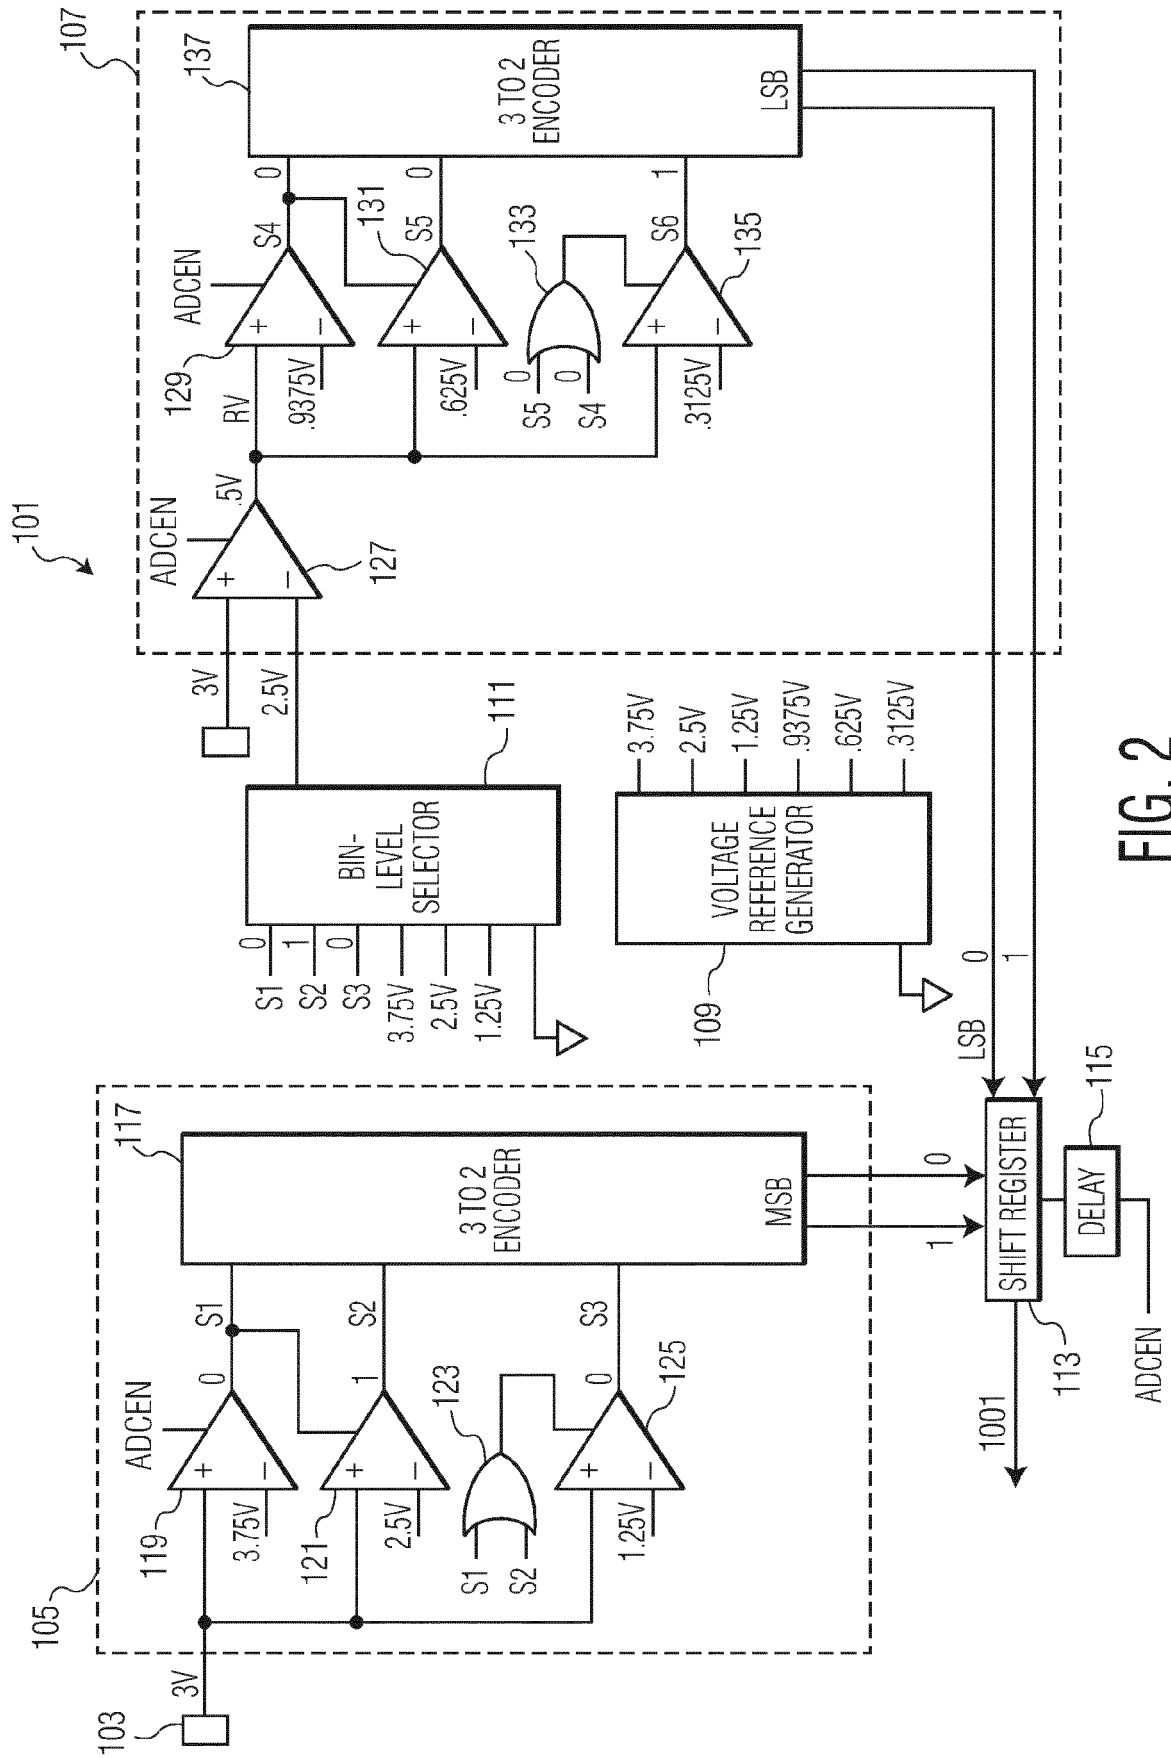 101
107
137
3 TO 2
ENCODER
LSB
ADCEN
129
+
−
S4
0
RV
.9375V
131
+
−
S5
0
.625V
133
S5
0
S4
0
135
+
−
S6
1
.3125V
ADCEN
.5V
+
−
127
3V
2.5V
111
BIN-
LEVEL
SELECTOR
S1
0
S2
1
S3
0
3.75V
2.5V
1.25V
109
VOLTAGE
REFERENCE
GENERATOR
3.75V
2.5V
1.25V
.9375V
.625V
.3125V
105
103
3V
117
3 TO 2
ENCODER
MSB
ADCEN
119
+
−
0
S1
3.75V
121
+
−
1
S2
2.5V
123
S1
S2
125
+
−
0
S3
1.25V
1
0
LSB
0
1
SHIFT REGISTER
113
1001
DELAY
115
ADCEN
FIG. 2